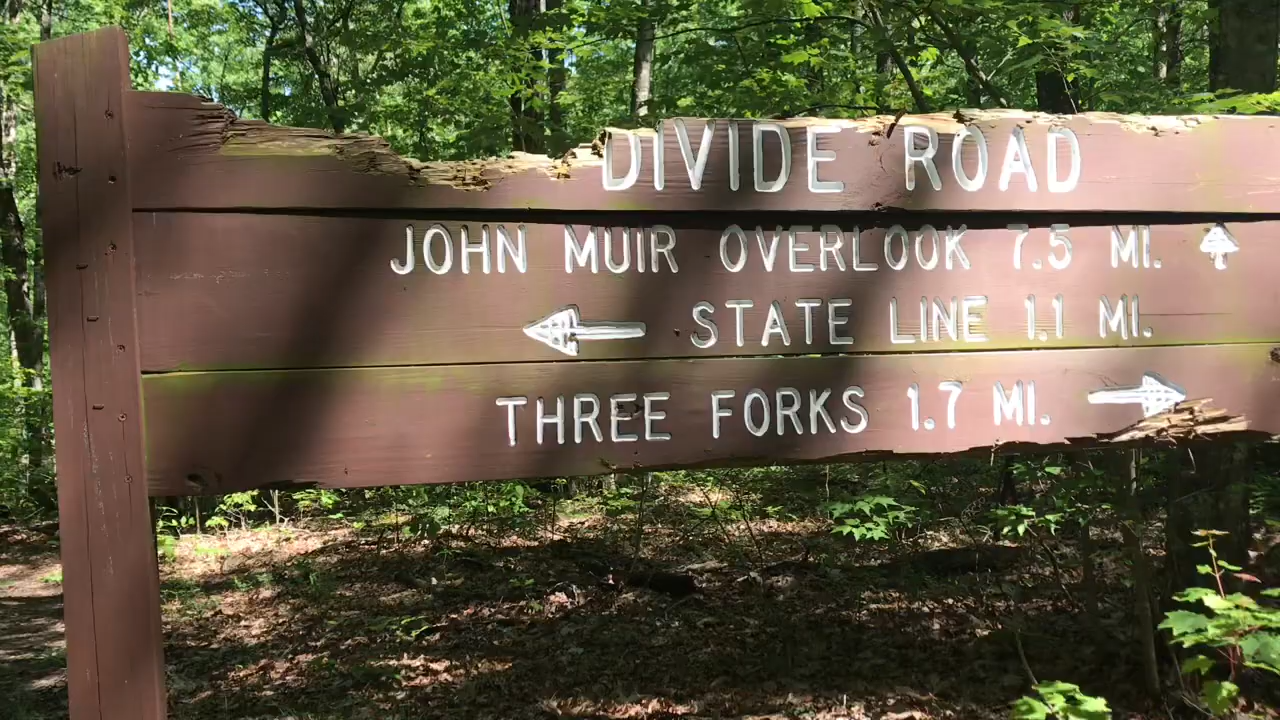 DIVIDE ROAD
JOHN MUIR OVERLOOK 7.5 MI.
STATE LINE 1.1 MI.
THREE FORKS 1.7 MI.